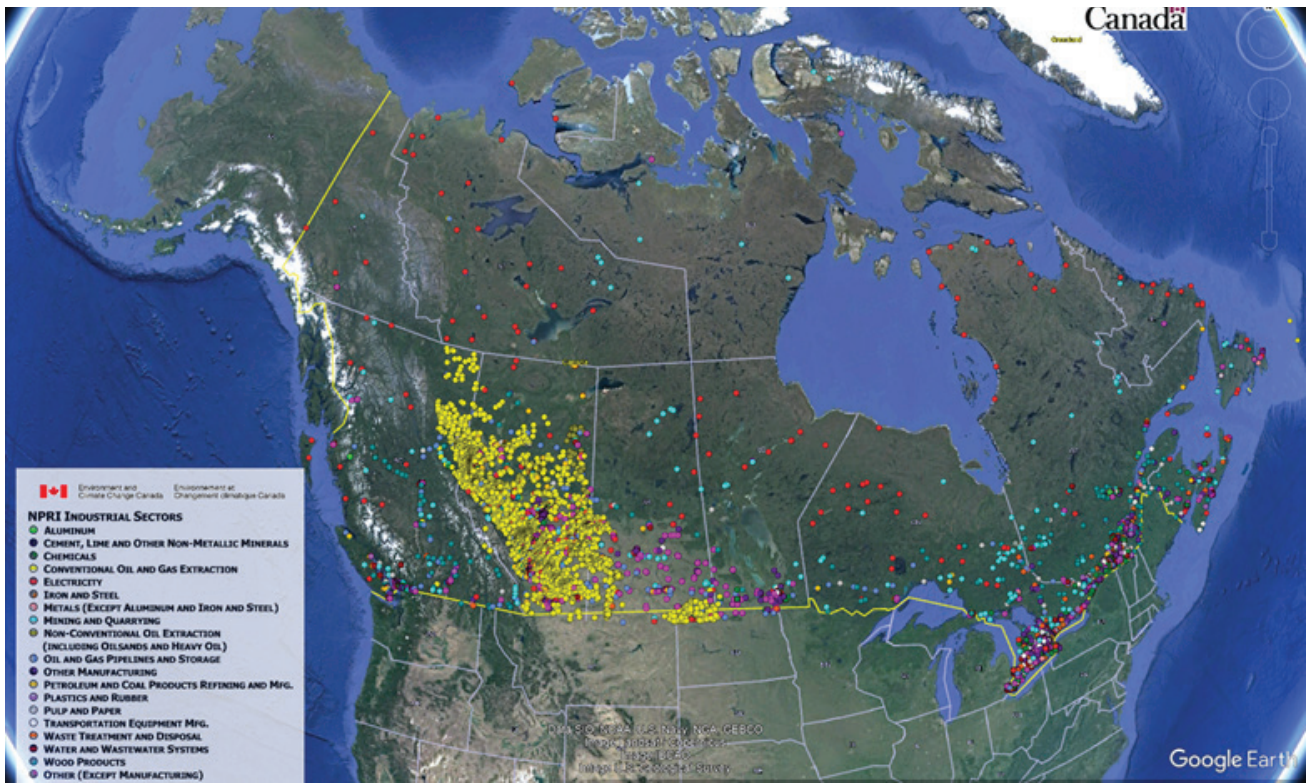 Canada
Greenland
Environment and
Climate Change Canada
Environnement et
Changement climatique Canada
NPRI INDUSTRIAL SECTORS
ALUMINUM
CEMENT, LIME AND OTHER NON-METALLIC MINERALS
CHEMICALS
CONVENTIONAL OIL AND GAS EXTRACTION
ELECTRICITY
IRON AND STEEL
METALS (EXCEPT ALUMINUM AND IRON AND STEEL)
MINING AND QUARRYING
NON-CONVENTIONAL OIL EXTRACTION
(INCLUDING OILSANDS AND HEAVY OIL)
OIL AND GAS PIPELINES AND STORAGE
OTHER MANUFACTURING
PETROLEUM AND COAL PRODUCTS REFINING AND MFG.
PLASTICS AND RUBBER
PULP AND PAPER
TRANSPORTATION EQUIPMENT MFG.
WASTE TREATMENT AND DISPOSAL
WATER AND WASTEWATER SYSTEMS
WOOD PRODUCTS
OTHER (EXCEPT MANUFACTURING)
U.S. Navy, NGA, GEBCO
Google Earth